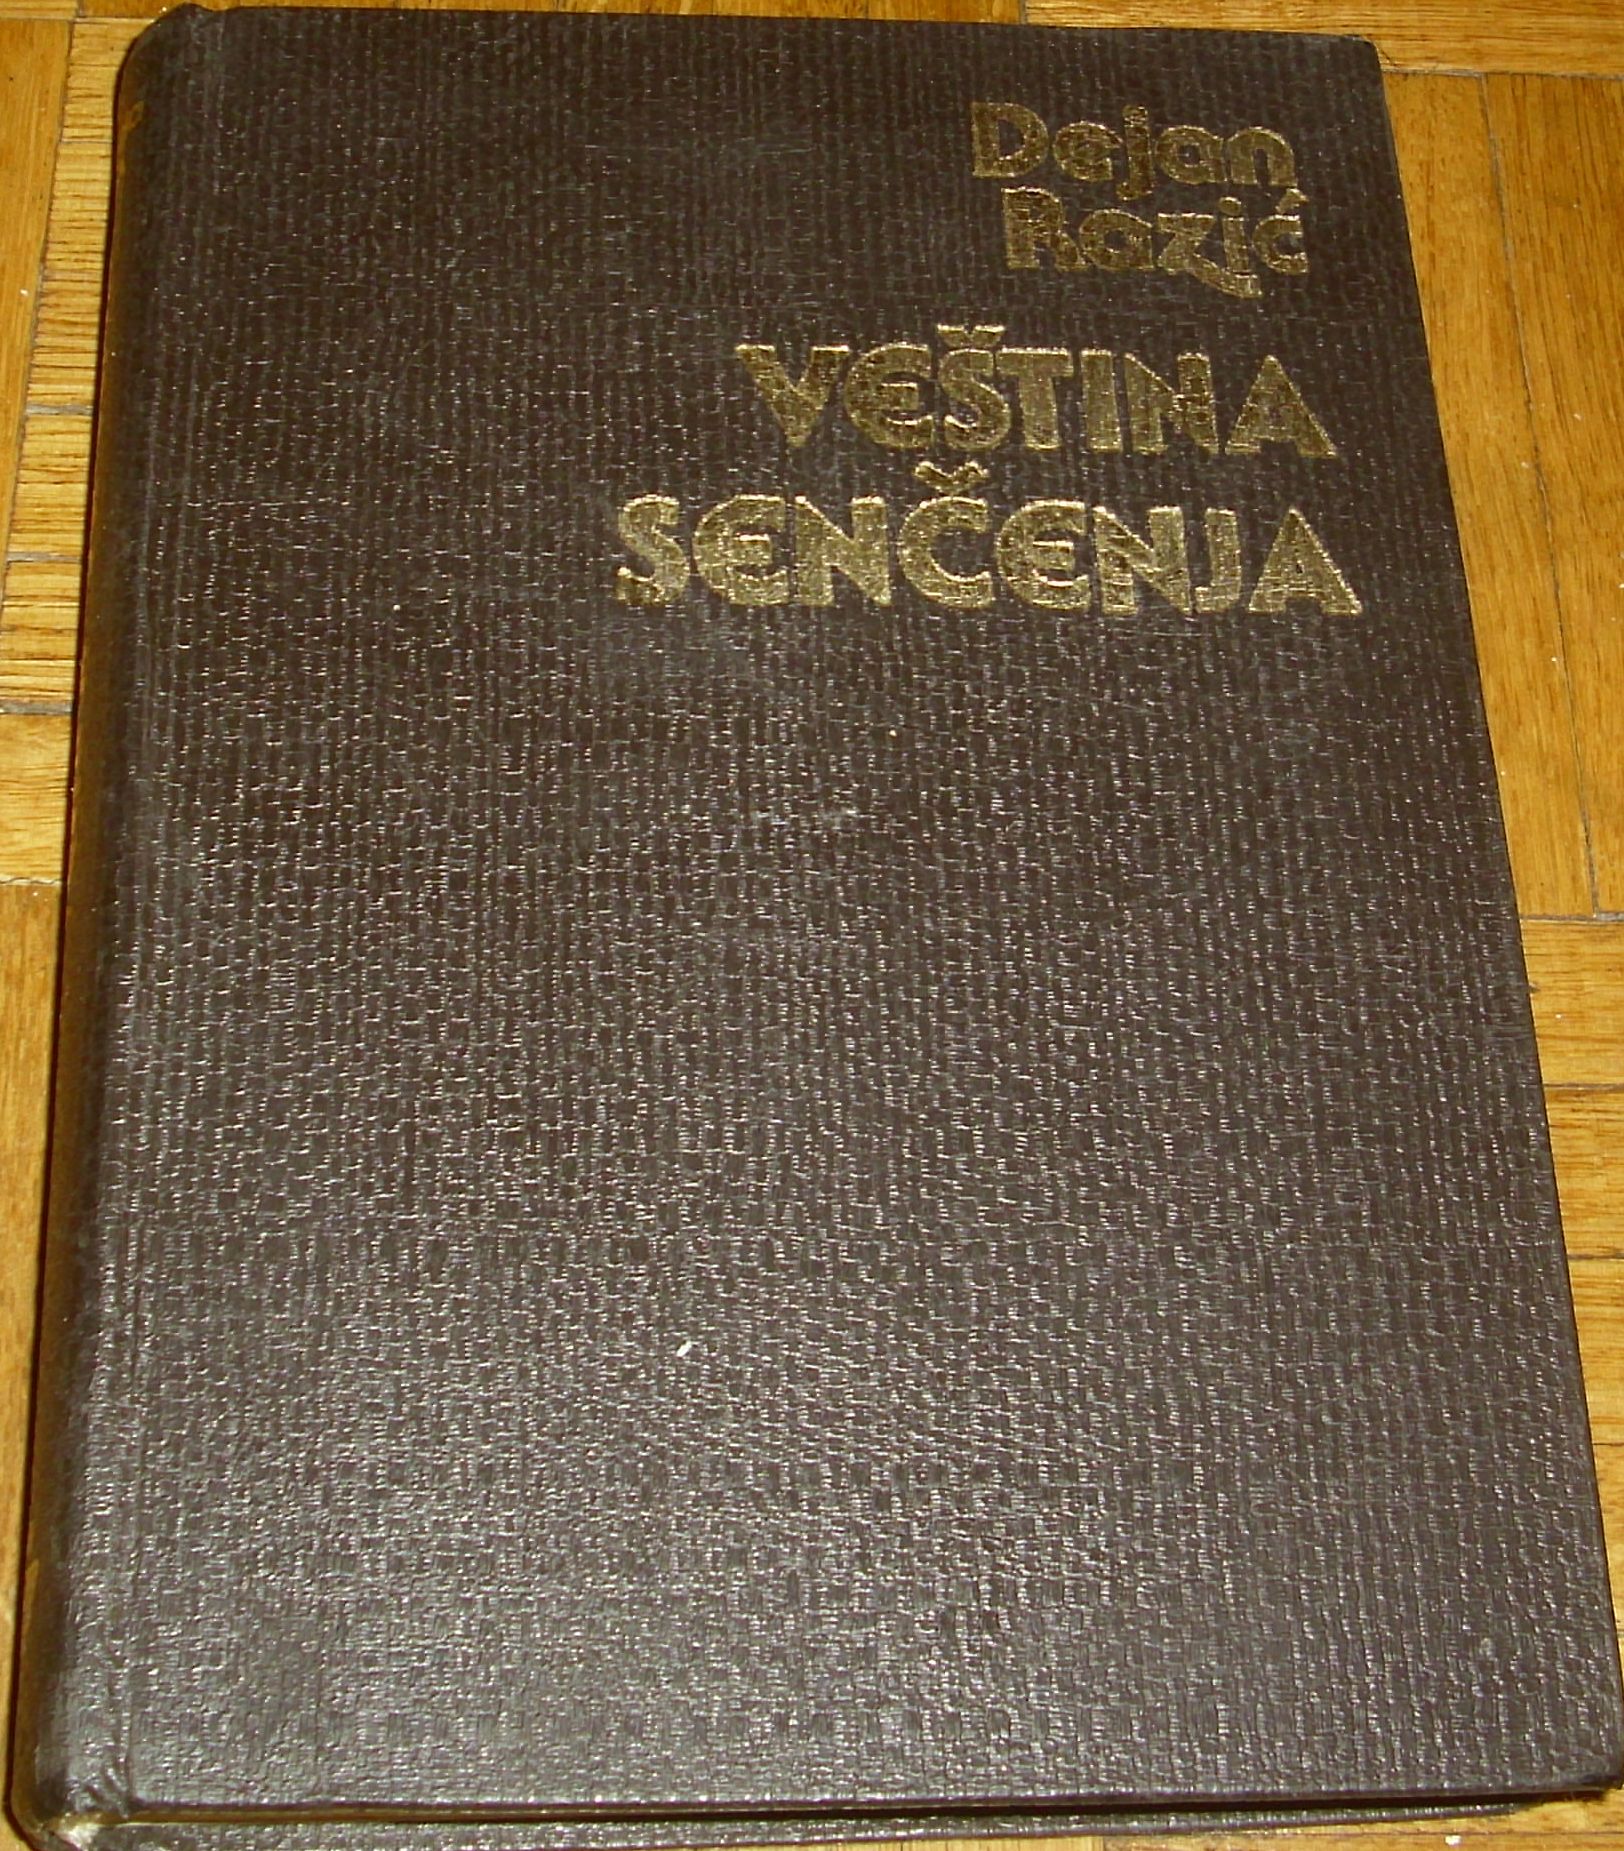 Dejan
Razić
VEŠTINA
SENČENJA